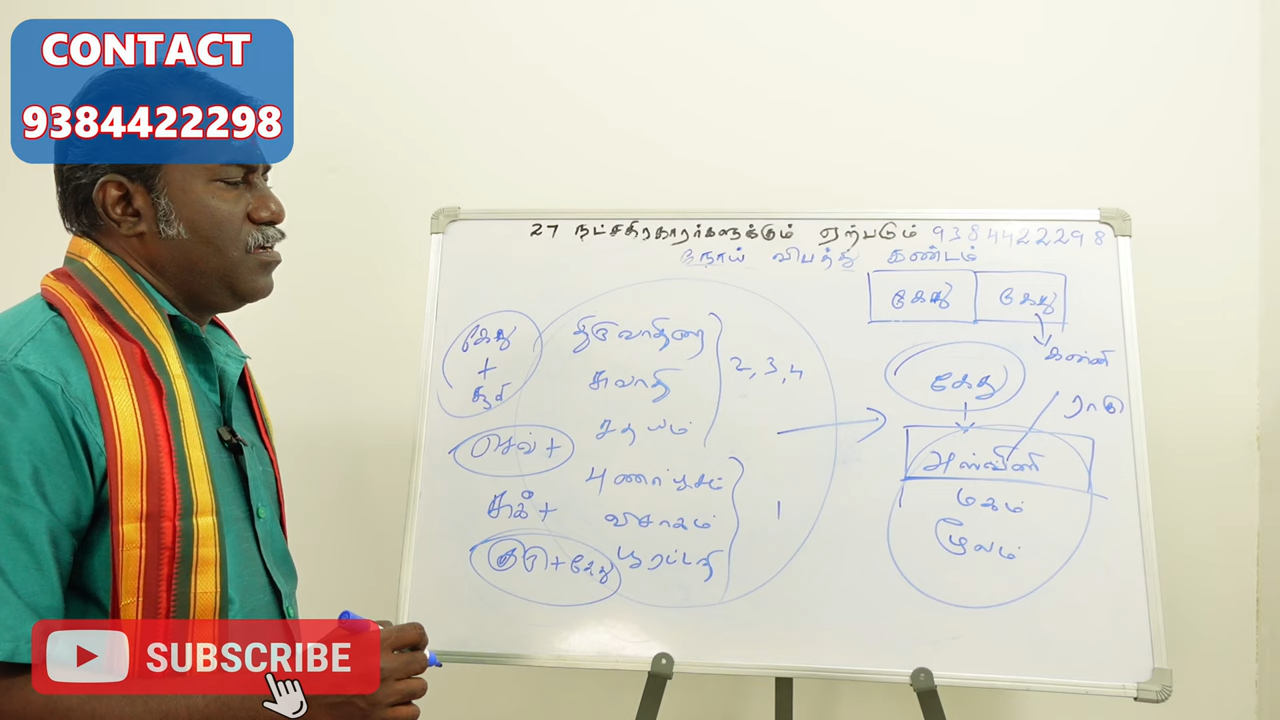 CONTACT
9384422298
27 நட்சதிரகாரர்களுக்கும் ஏற்படும் 9384422298
நோய் விபத்து கண்டம்
கேது கேது
கன்னி
கேது
+
சூரி
திருவாதிரை
சுவாதி
சதயம்
2, 3, 4
கேது
ராகு
செவ் +
அஸ்வினி
மகம்
மூலம்
சுக் +
புணர்பூசம்
விசாகம்
பூரட்டாதி
1
குரு + கேது
SUBSCRIBE